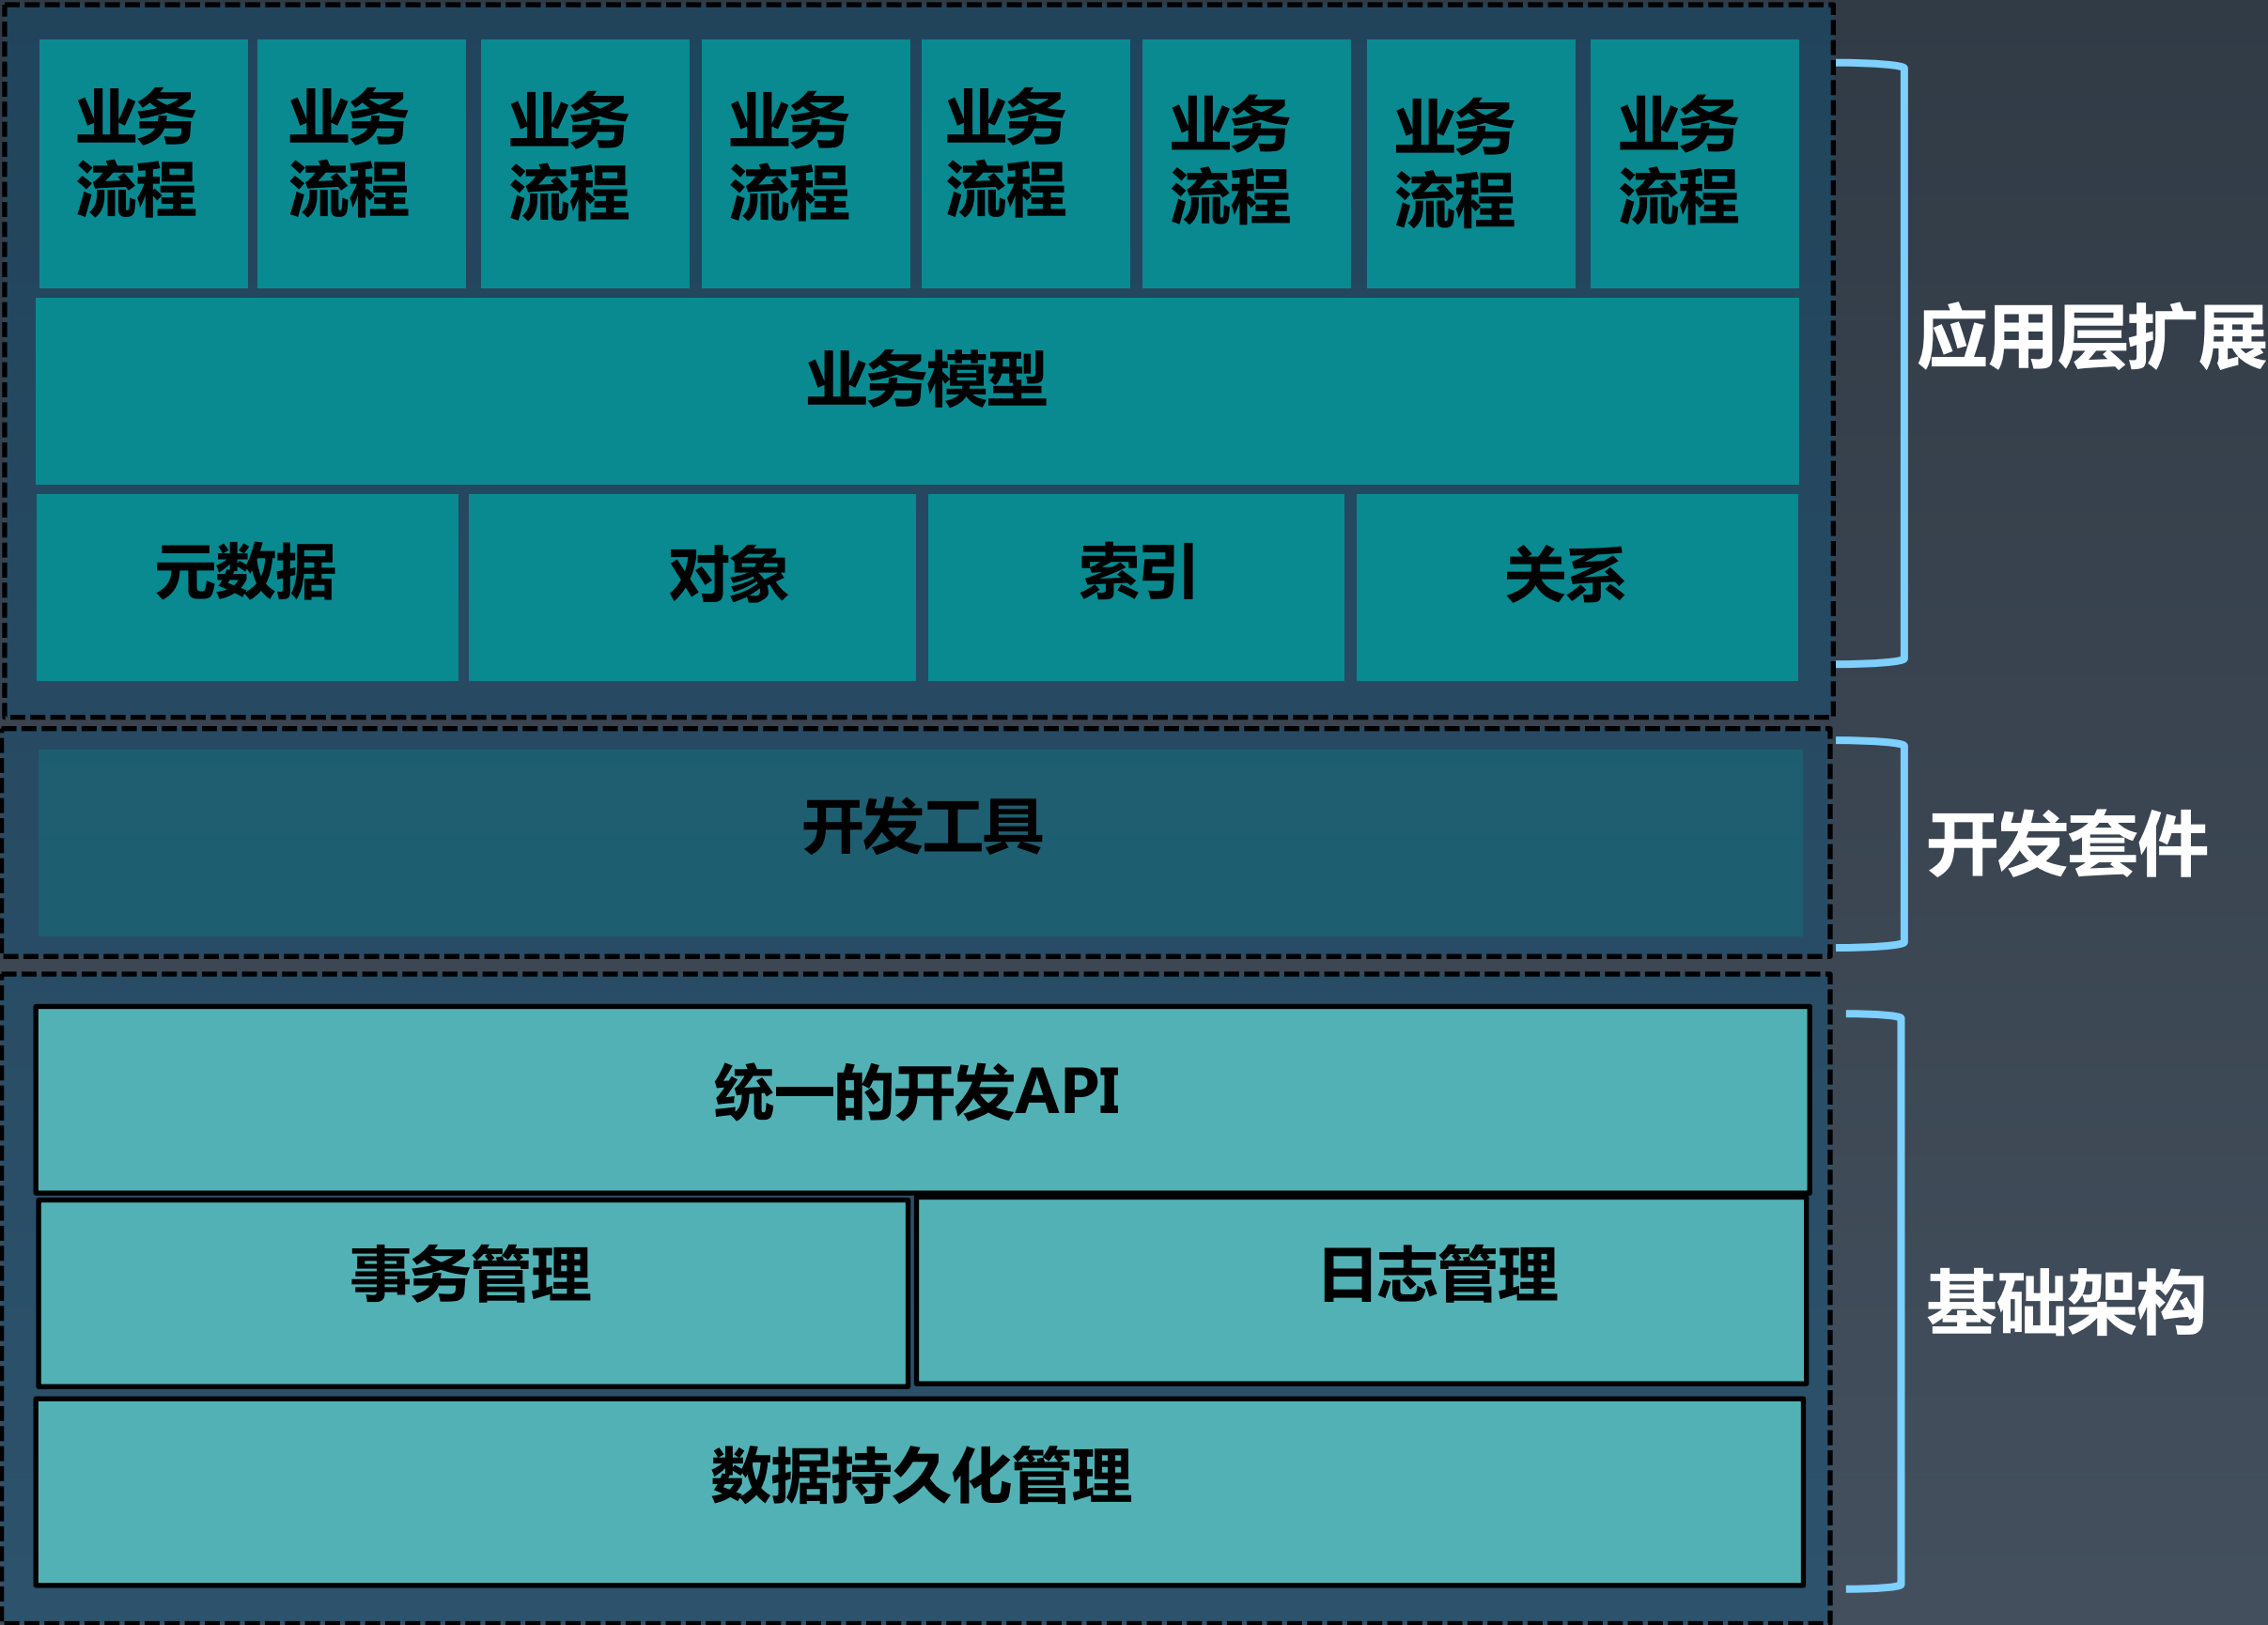 业务
流程
业务
流程
业务
流程
业务
流程
业务
流程
业务
流程
业务
流程
业务
流程
业务模型
元数据
对象
索引
关系
应用层扩展
开发工具
开发套件
统一的开发API
事务管理
日志管理
数据持久化管理
基础架构